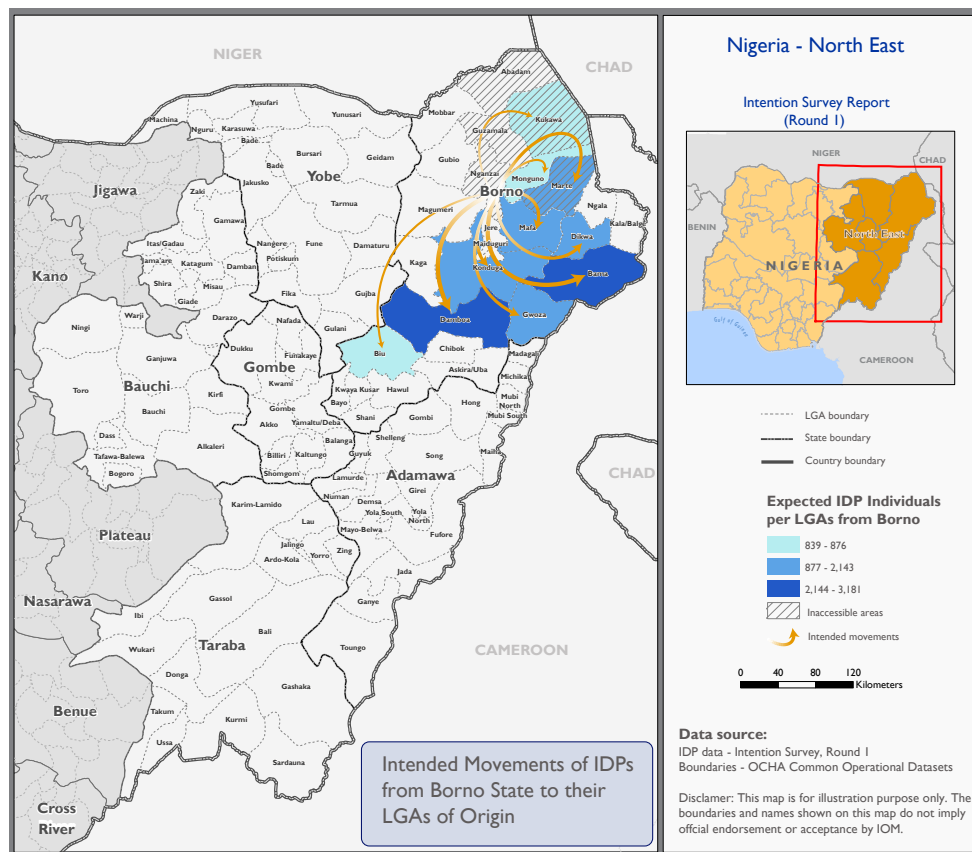 NIGER
CHAD
Abadam
Yusufari
Machina
Yunusari
Mobbar
Kukawa
Nguru
Karasuwa
Guzamala
Bade
Bursari
Geidam
Gubio
Jigawa
Bade
Nganzai
Monguno
Zaki
Jakusko
Yobe
Borno
Marte
Gamawa
Tarmua
Magumeri
Ngala
Jere
Mafa
Kala/Balge
Itas/Gadau
Nangere
Fune
Damaturu
Maiduguri
Dikwa
Jama'are
Katagum
Damban
Potiskum
Kaga
Konduga
Bama
Kano
Shira
Misau
Giade
Fika
Gujba
Gwoza
Ningi
Warji
Darazo
Nafada
Gulani
Damboa
Ganjuwa
Dukku
Funakaye
Biu
Chibok
Madagali
Gombe
Toro
Bauchi
Kirfi
Kwami
Kwaya Kusar
Hawul
Askira/Uba
Michika
Bauchi
Gombe
Bayo
Hong
Mubi
North
Mubi South
Akko
Yamaltu/Deba
Shani
Gombi
Dass
Balanga
Shelleng
Tafawa-Balewa
Alkaleri
Billiri
Kaltungo
Guyuk
Song
Maiha
Bogoro
Shomgom
Lamurde
Adamawa
CHAD
Numan
Girei
Karim-Lamido
Demsa
Yola South
Yola
North
Plateau
Lau
Mayo-Belwa
Fufore
Jalingo
Yorro
Zing
Ardo-Kola
Jada
Nasarawa
Gassol
Ganye
Ibi
Bali
Wukari
Taraba
Toungo
CAMEROON
Donga
Gashaka
Benue
Takum
Kurmi
Ussa
Sardauna
Cross
River
Intended Movements of IDPs
from Borno State to their
LGAs of Origin
Nigeria - North East
Intention Survey Report
(Round 1)
NIGER
CHAD
BENIN
North East
NIGERIA
Gulf of Guinea
CAMEROON
LGA boundary
State boundary
Country boundary
Expected IDP Individuals
per LGAs from Borno
839 - 876
877 - 2,143
2,144 - 3,181
Inaccessible areas
Intended movements
0 40 80 120
Kilometers
Data source:
IDP data - Intention Survey, Round 1
Boundaries - OCHA Common Operational Datasets
Disclamer: This map is for illustration purpose only. The
boundaries and names shown on this map do not imply
offcial endorsement or acceptance by IOM.